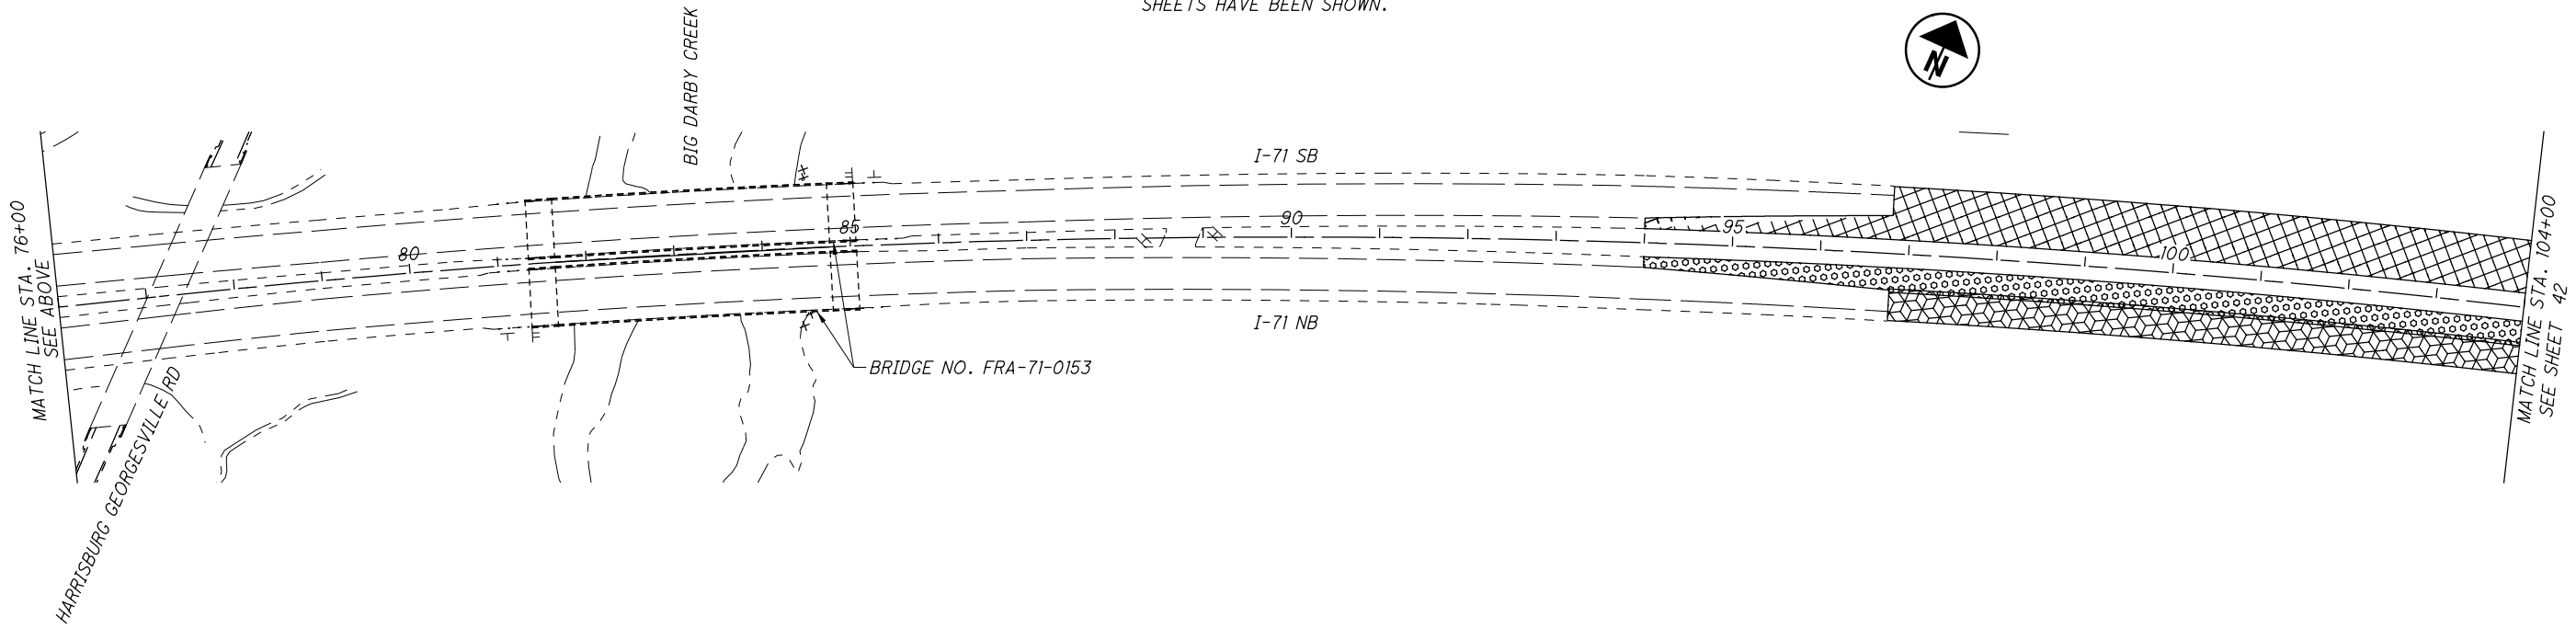 SHEETS HAVE BEEN SHOWN.
N
BIG DARBY CREEK
I-71 SB
MATCH LINE STA. 76+00
SEE ABOVE
80
85
90
95
100
MATCH LINE STA. 104+00
SEE SHEET 42
I-71 NB
BRIDGE NO. FRA-71-0153
HARRISBURG GEORGESVILLE RD